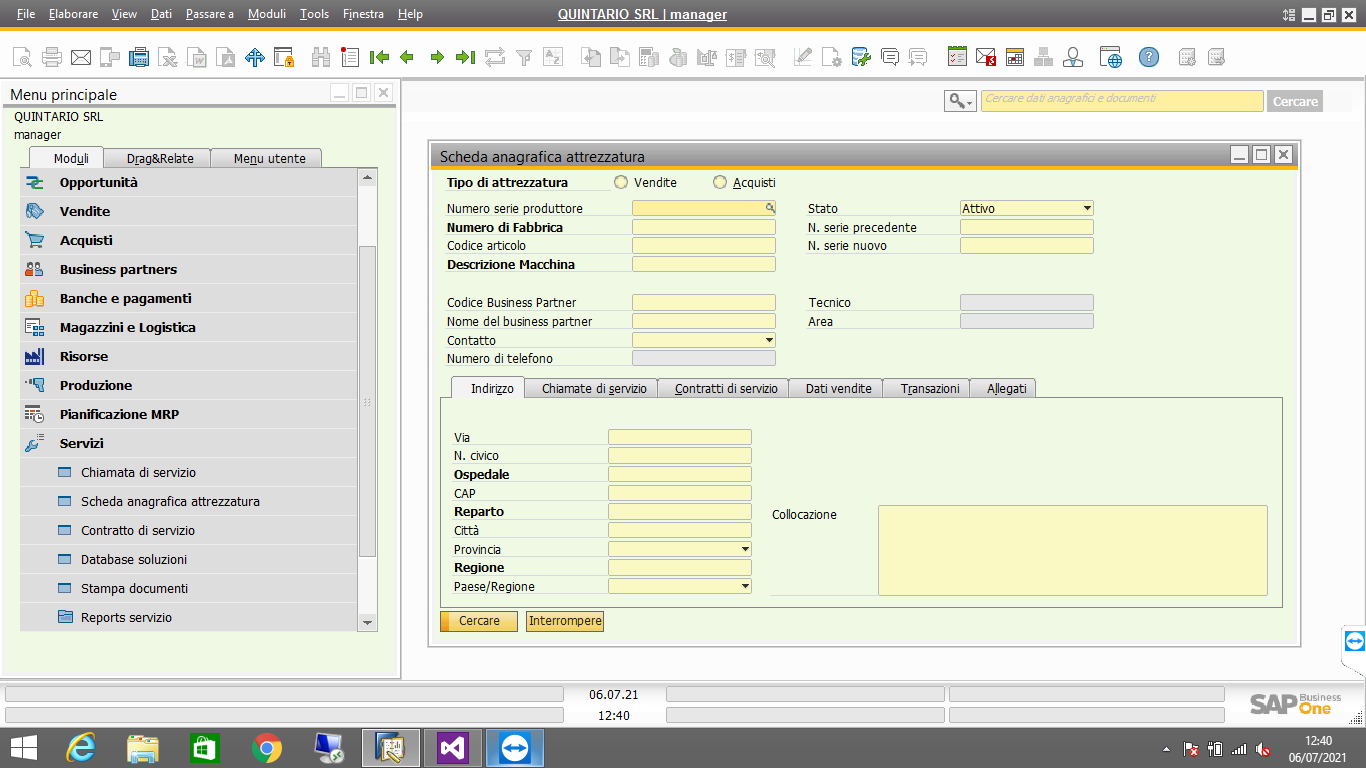 File Elaborare View Dati Passare a Moduli Tools Finestra Help
QUINTARIO SRL | manager
Menu principale
QUINTARIO SRL
manager
Moduli Drag&Relate Menu utente
Opportunità
Vendite
Acquisti
Business partners
Banche e pagamenti
Magazzini e Logistica
Risorse
Produzione
Pianificazione MRP
Servizi
Chiamata di servizio
Scheda anagrafica attrezzatura
Contratto di servizio
Database soluzioni
Stampa documenti
Reports servizio
Cercare dati anagrafici e documenti
Cercare
Scheda anagrafica attrezzatura
Tipo di attrezzatura Vendite Acquisti
Numero serie produttore Stato Attivo
Numero di Fabbrica N. serie precedente
Codice articolo N. serie nuovo
Descrizione Macchina
Codice Business Partner Tecnico
Nome del business partner Area
Contatto
Numero di telefono
Indirizzo Chiamate di servizio Contratti di servizio Dati vendite Transazioni Allegati
Via
N. civico
Ospedale
CAP
Reparto Collocazione
Città
Provincia
Regione
Paese/Regione
Cercare Interrompere
06.07.21
12:40
SAP Business One
12:40
06/07/2021